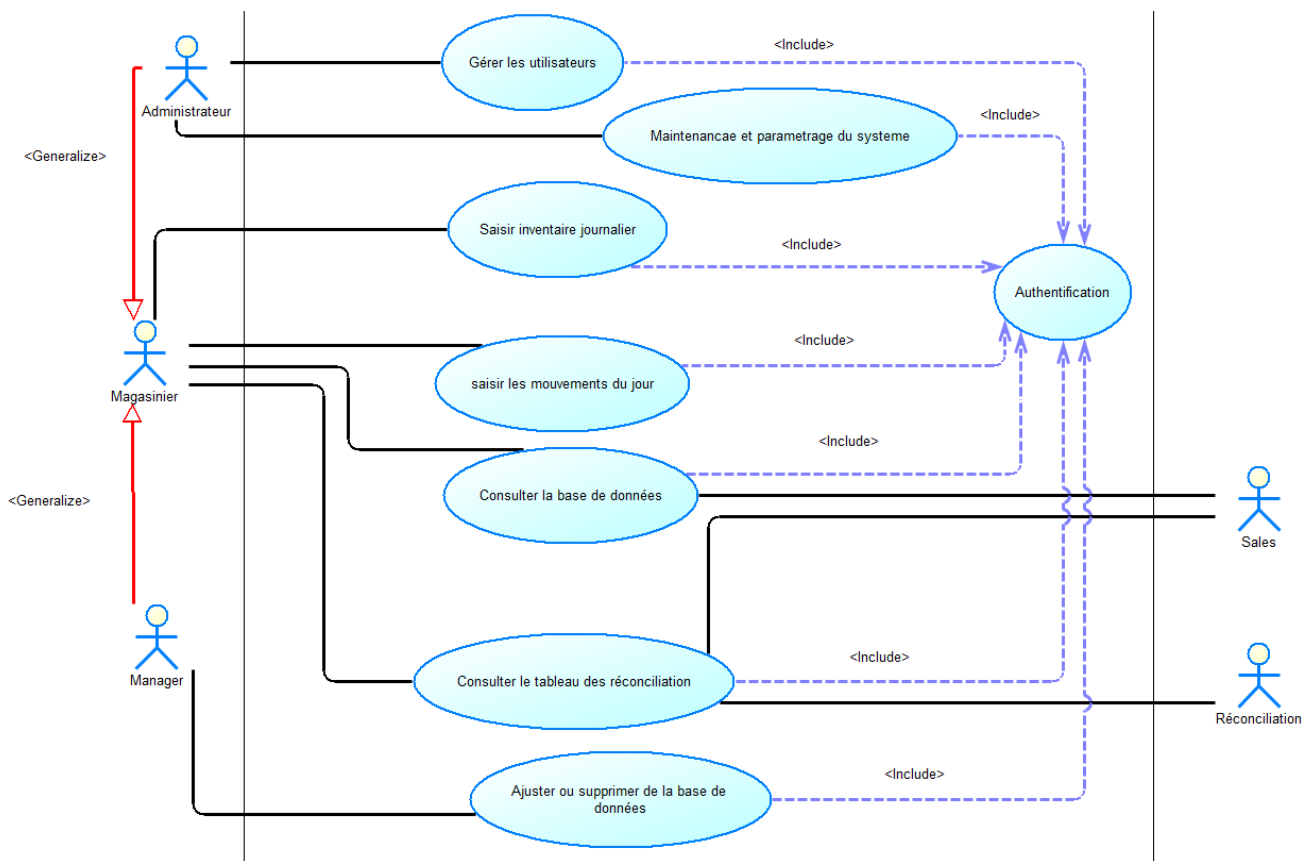 <Include>
Gérer les utilisateurs
Administrateur
<Include>
Maintenancae et parametrage du systeme
<Generalize>
Saisir inventaire journalier
<Include>
Authentification
<Include>
Magasinier
saisir les mouvements du jour
<Include>
Consulter la base de données
<Generalize>
Sales
<Include>
Manager
Consulter le tableau des réconciliation
Réconciliation
<Include>
Ajuster ou supprimer de la base de
données